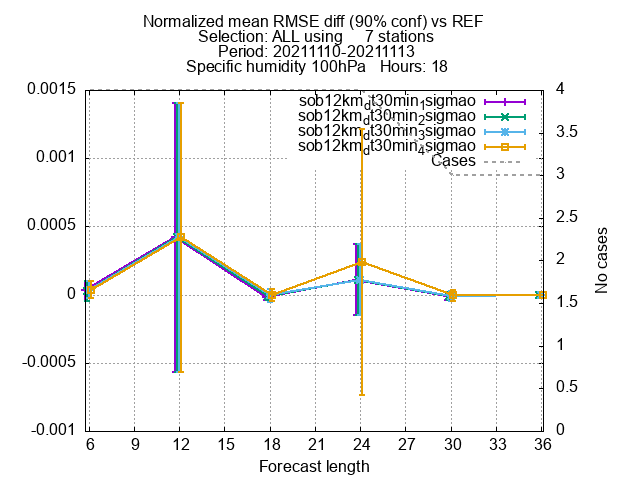 Normalized mean RMSE diff (90% conf) vs REF
Selection: ALL using 7 stations
Period: 20211110-20211113
Specific humidity 100hPa Hours: 18
sob12km_dt30min_1sigmao
sob12km_dt30min_2sigmao
sob12km_dt30min_3sigmao
sob12km_dt30min_4sigmao
Cases
0.0015
0.001
0.0005
0
-0.0005
-0.001
4
3.5
3
2.5
2
1.5
1
0.5
0
No cases
6 9 12 15 18 21 24 27 30 33 36
Forecast length